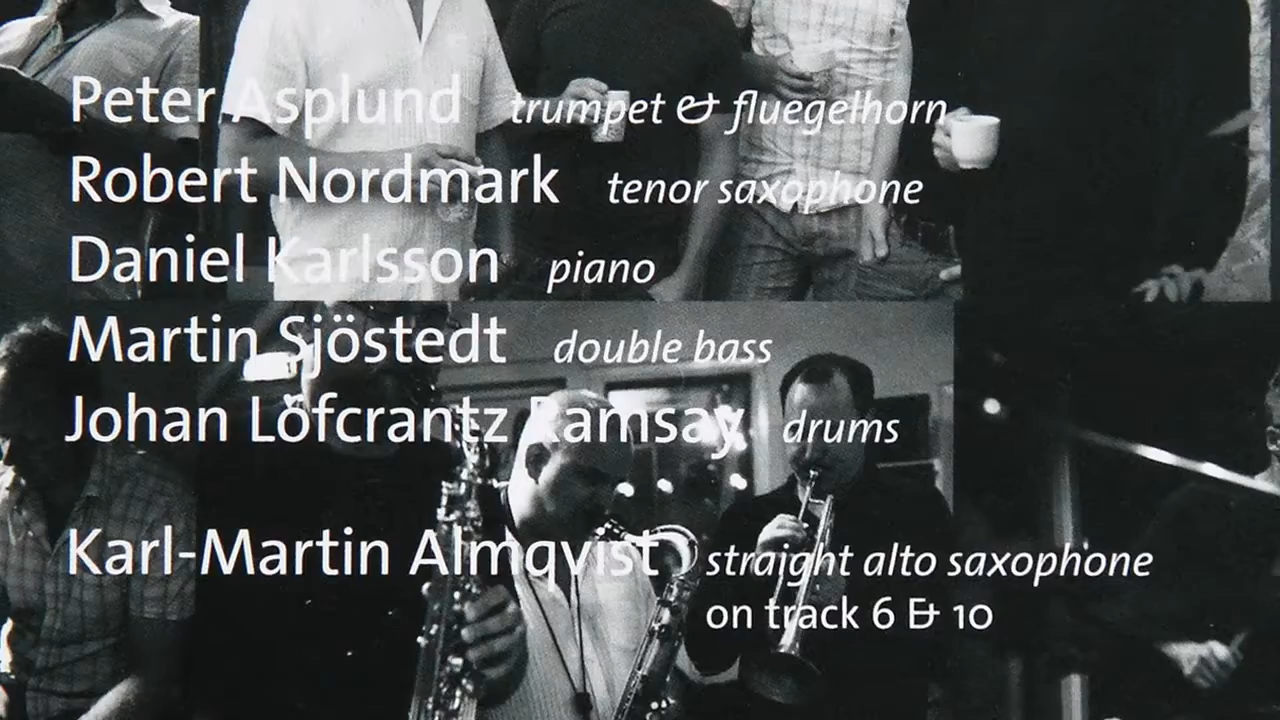 Peter Asplund trumpet & fluegelhorn
Robert Nordmark tenor saxophone
Daniel Karlsson piano
Martin Sjöstedt double bass
Johan Löfcrantz Ramsay drums
Karl-Martin Almqvist straight alto saxophone
on track 6 & 10